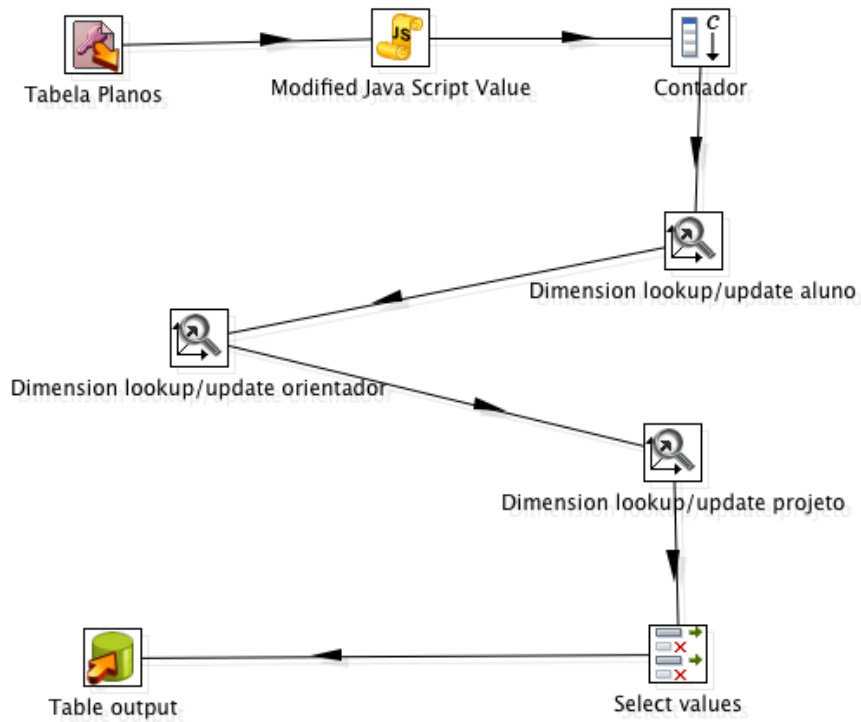 JS
C
Tabela Planos
Modified Java Script Value
Contador
Dimension lookup/update aluno
Dimension lookup/update orientador
Dimension lookup/update projeto
Table output
Select values